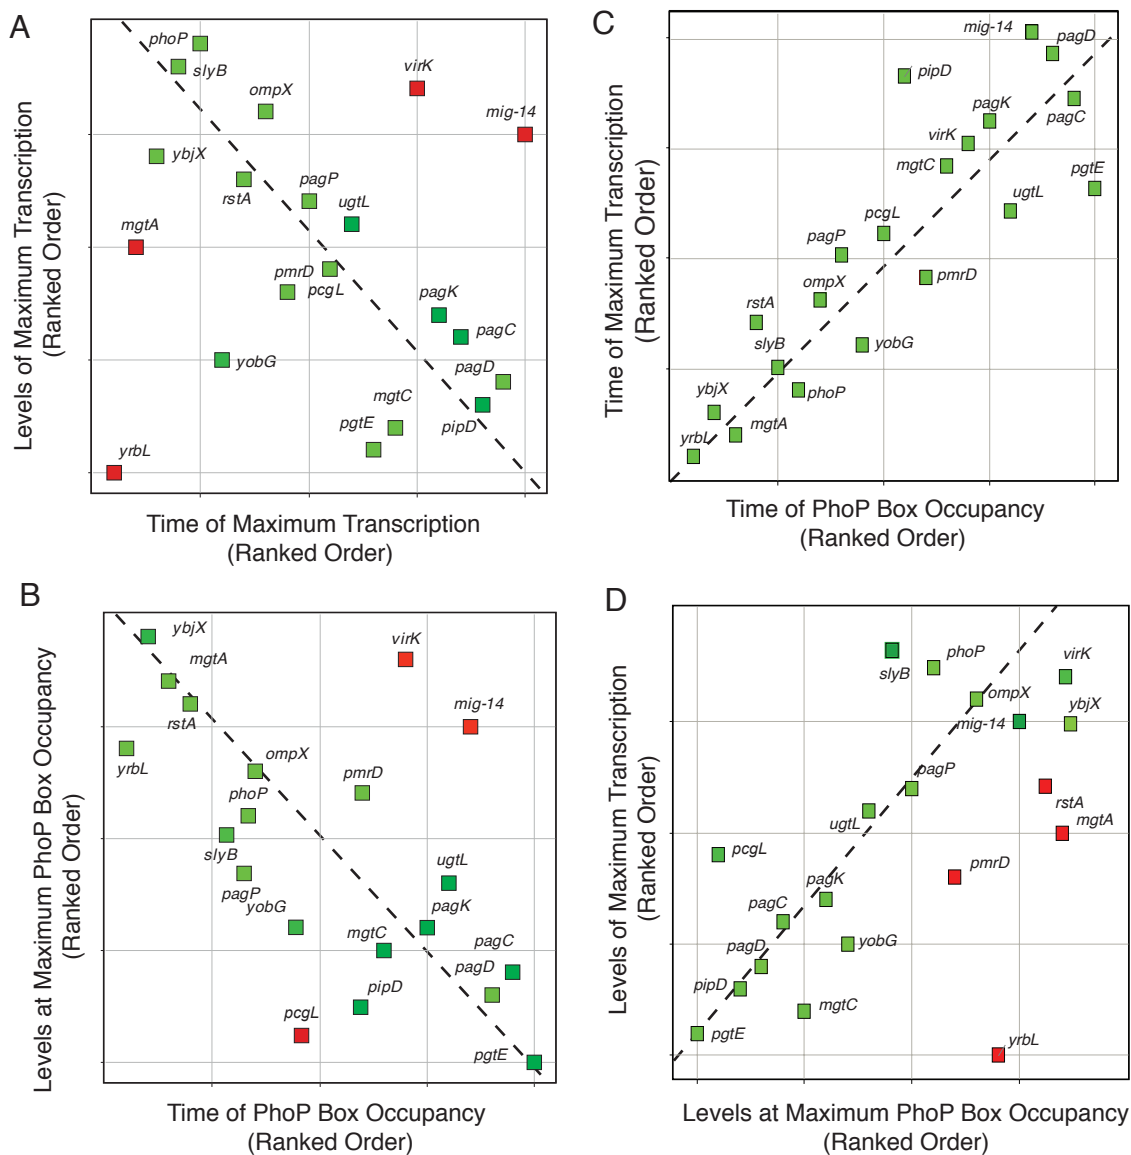 A
phoP
slyB
ompX
virK
mig-14
ybjX
rstA
pagP
ugtL
mgtA
pmrD
pcgL
pagK
pagC
yobG
pagD
mgtC
pgtE
pipD
yrbL
Levels of Maximum Transcription
(Ranked Order)
Time of Maximum Transcription
(Ranked Order)
C
mig-14
pagD
pipD
pagK
pagC
virK
mgtC
pgtE
ugtL
pcgL
pagP
pmrD
ompX
rstA
slyB
yobG
phoP
ybjX
mgtA
yrbL
Time of Maximum Transcription
(Ranked Order)
Time of PhoP Box Occupancy
(Ranked Order)
B
ybjX
virK
mgtA
rstA
mig-14
yrbL
ompX
pmrD
phoP
slyB
ugtL
pagP
yobG
pagK
mgtC
pagC
pagD
pipD
pcgL
pgtE
Levels at Maximum PhoP Box Occupancy
(Ranked Order)
Time of PhoP Box Occupancy
(Ranked Order)
D
slyB
phoP
virK
ompX
ybjX
mig-14
pagP
rstA
ugtL
mgtA
pcgL
pmrD
pagK
pagC
yobG
pagD
pipD
mgtC
pgtE
yrbL
Levels of Maximum Transcription
(Ranked Order)
Levels at Maximum PhoP Box Occupancy
(Ranked Order)